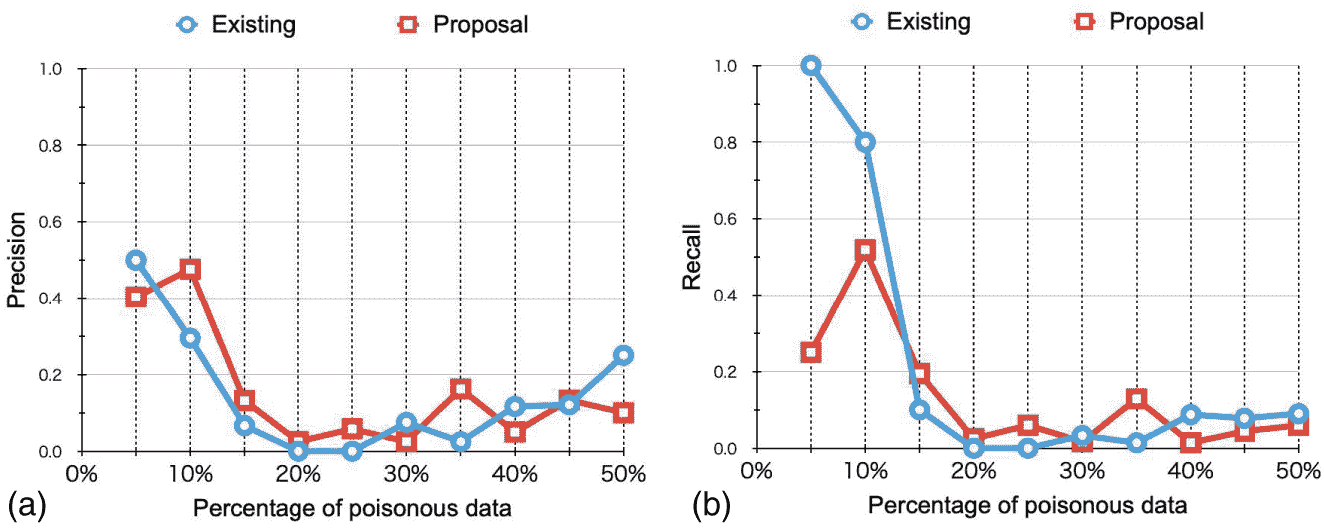 Existing Proposal
1.0
0.8
0.6
0.4
0.2
0.0
Precision
0% 10% 20% 30% 40% 50%
Percentage of poisonous data
(a)
Existing Proposal
1.0
0.8
0.6
0.4
0.2
0.0
Recall
0% 10% 20% 30% 40% 50%
Percentage of poisonous data
(b)